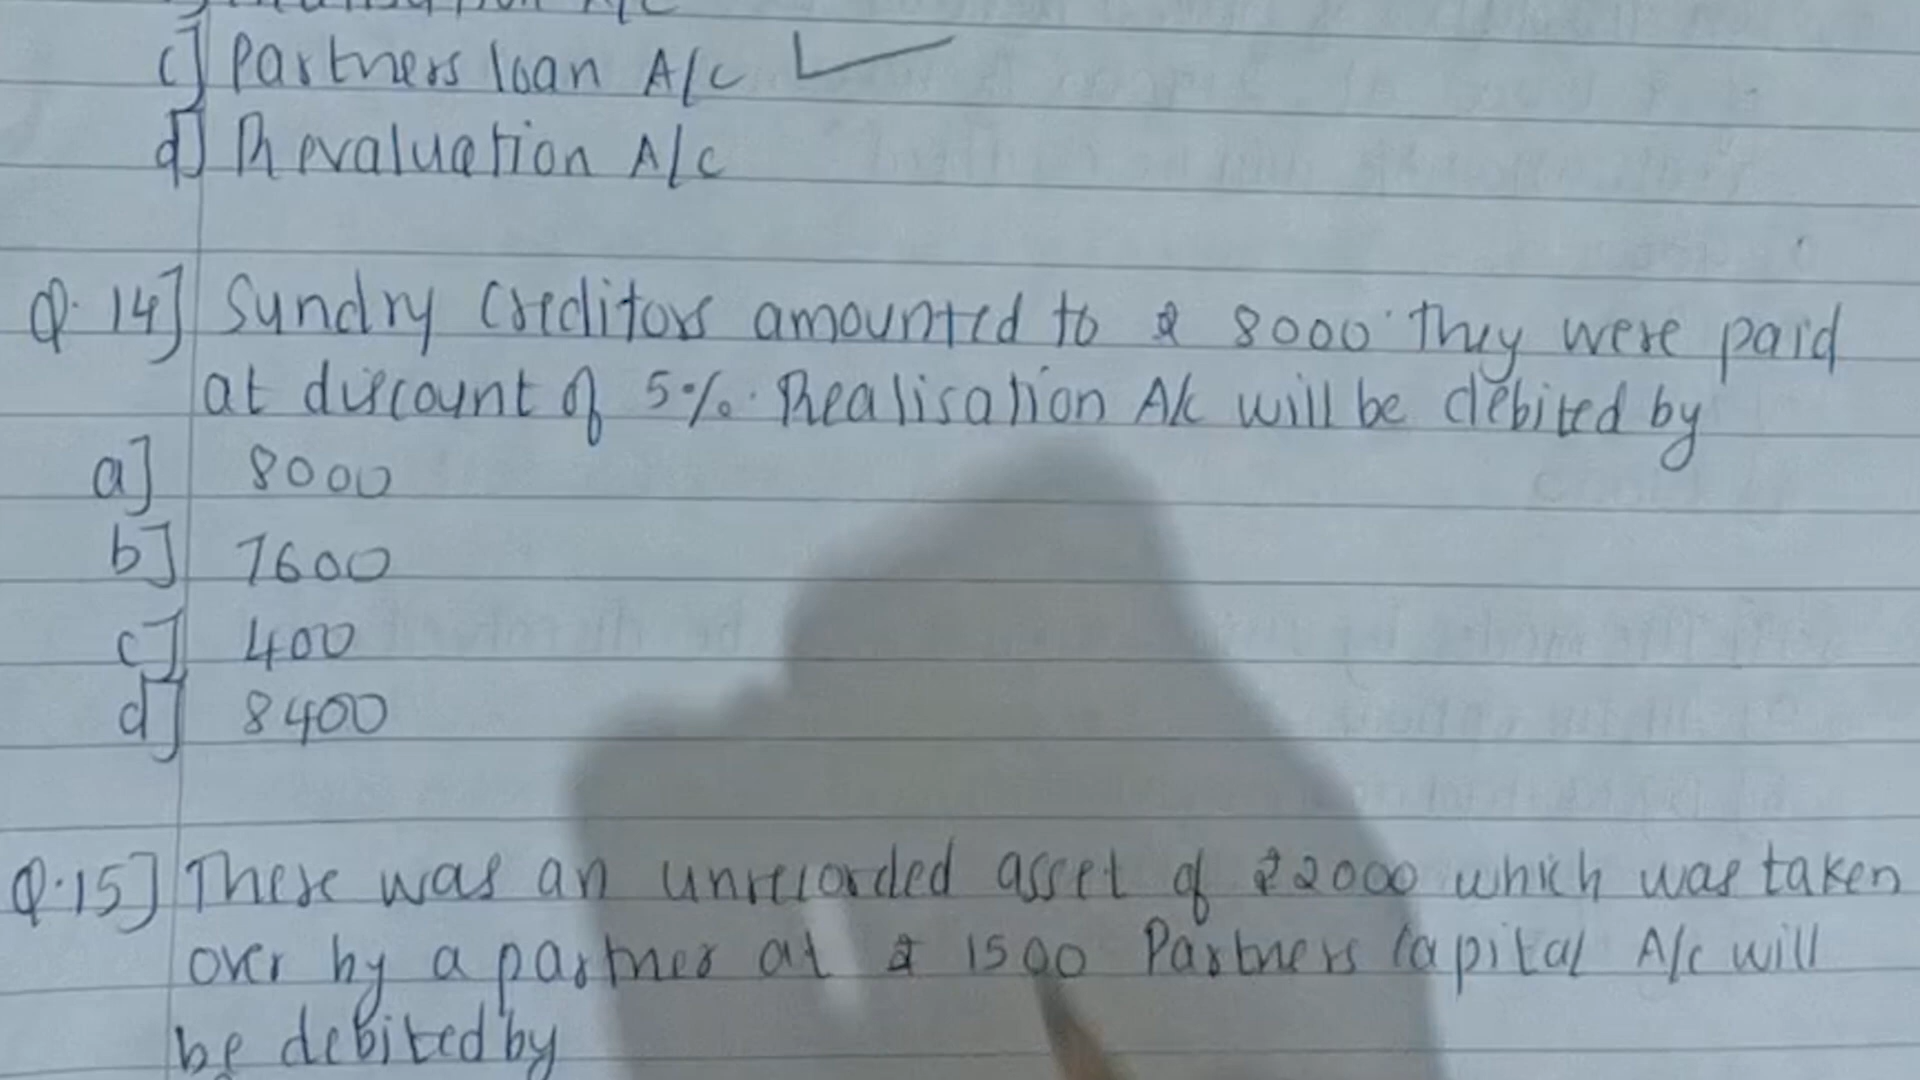 c] Partners loan A/c
d] Revaluation A/c
Q.14] Sundry Creditors amounted to ₹ 8000 They were paid
at discount of 5%. Realisation A/c will be debited by
a] 8000
b] 7600
c] 400
d] 8400
Q.15] There was an unrecorded asset of ₹2000 which was taken
over by a partner at ₹ 1500 Partners Capital A/c will
be debited by